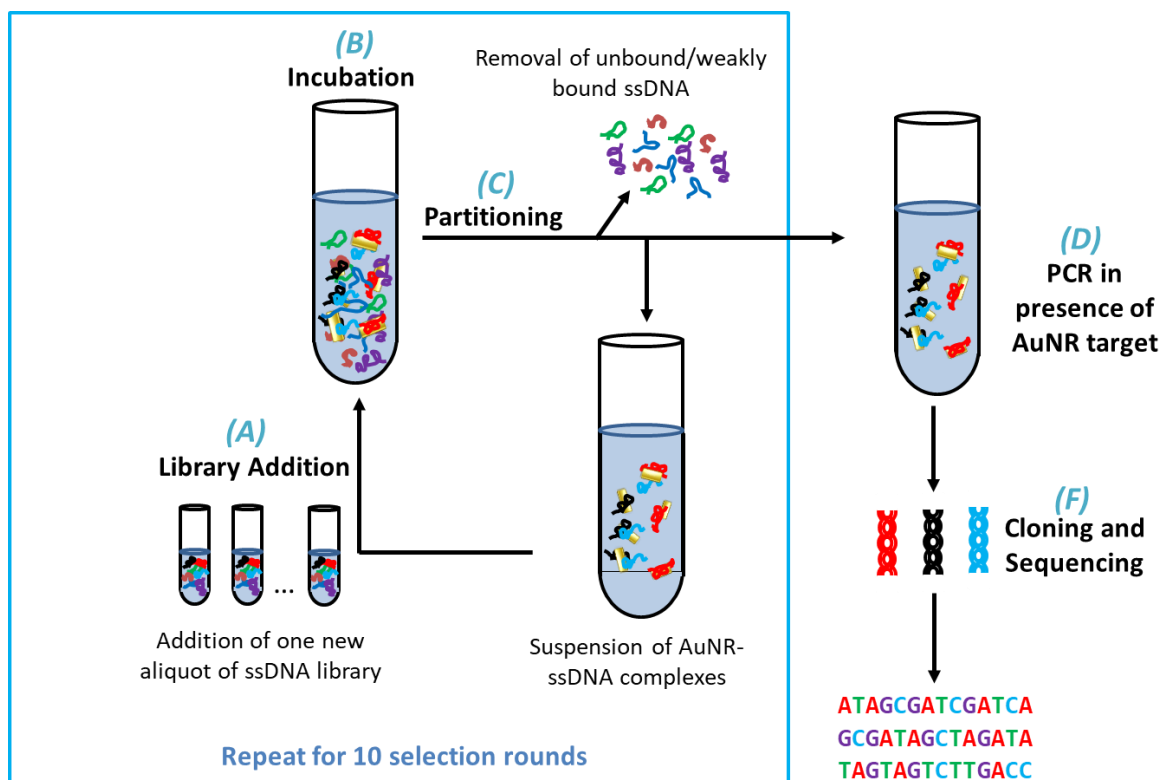 (B)
Incubation
Removal of unbound/weakly
bound ssDNA
(C)
Partitioning
(D)
PCR in
presence of
AuNR target
(A)
Library Addition
...
Addition of one new
aliquot of ssDNA library
Suspension of AuNR-
ssDNA complexes
(F)
Cloning and
Sequencing
Repeat for 10 selection rounds
ATAGCGATCGATCA
GCGATAGCTAGATA
TAGTAGTCTTGACC